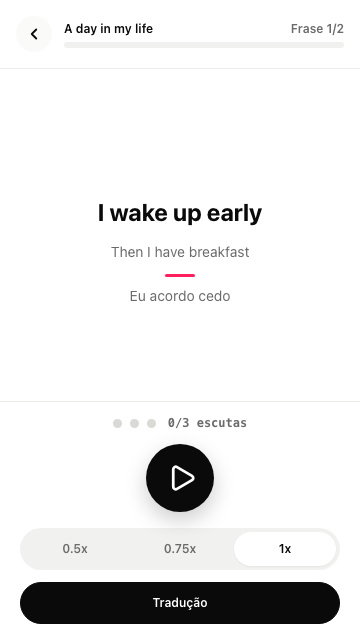 A day in my life
Frase 1/2
I wake up early
Then I have breakfast
Eu acordo cedo
0/3 escutas
0.5x
0.75x
1x
Tradução